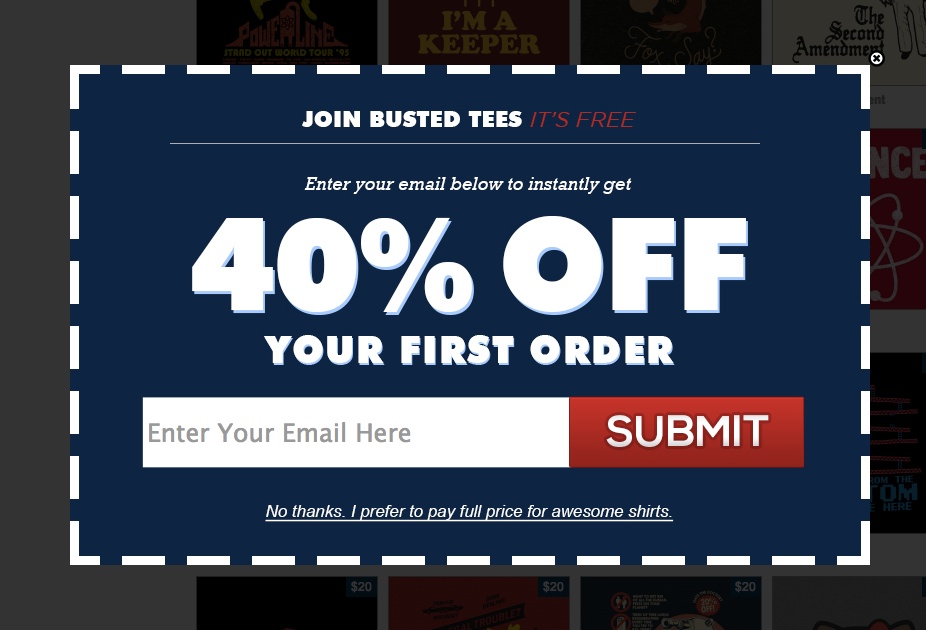 POWERLINE
STAND OUT WORLD TOUR '95
I'M A
KEEPER
The
Second
Amendment
JOIN BUSTED TEES IT'S FREE
Enter your email below to instantly get
40% OFF
YOUR FIRST ORDER
Enter Your Email Here
SUBMIT
No thanks. I prefer to pay full price for awesome shirts.
$20
$20
$20